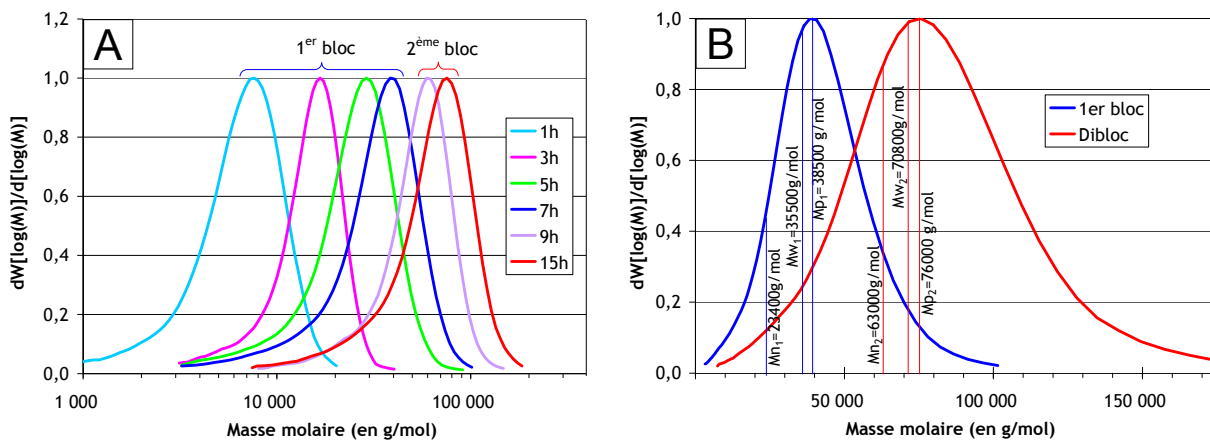 A
1er bloc
2ème bloc
1,2
1,0
0,8
0,6
0,4
0,2
0,0
dW[log(M)]/d[log(M)]
1h
3h
5h
7h
9h
15h
1 000
10 000
100 000
Masse molaire (en g/mol)
B
1,0
0,8
0,6
0,4
0,2
0,0
dW[log(M)]/d[log(M)]
1er bloc
Dibloc
Mn1=23400g/mol
Mw1=35500g/mol
Mp1=38500 g/mol
Mn2=63000g/mol
Mw2=70800g/mol
Mp2=76000 g/mol
50 000
100 000
150 000
Masse molaire (en g/mol)